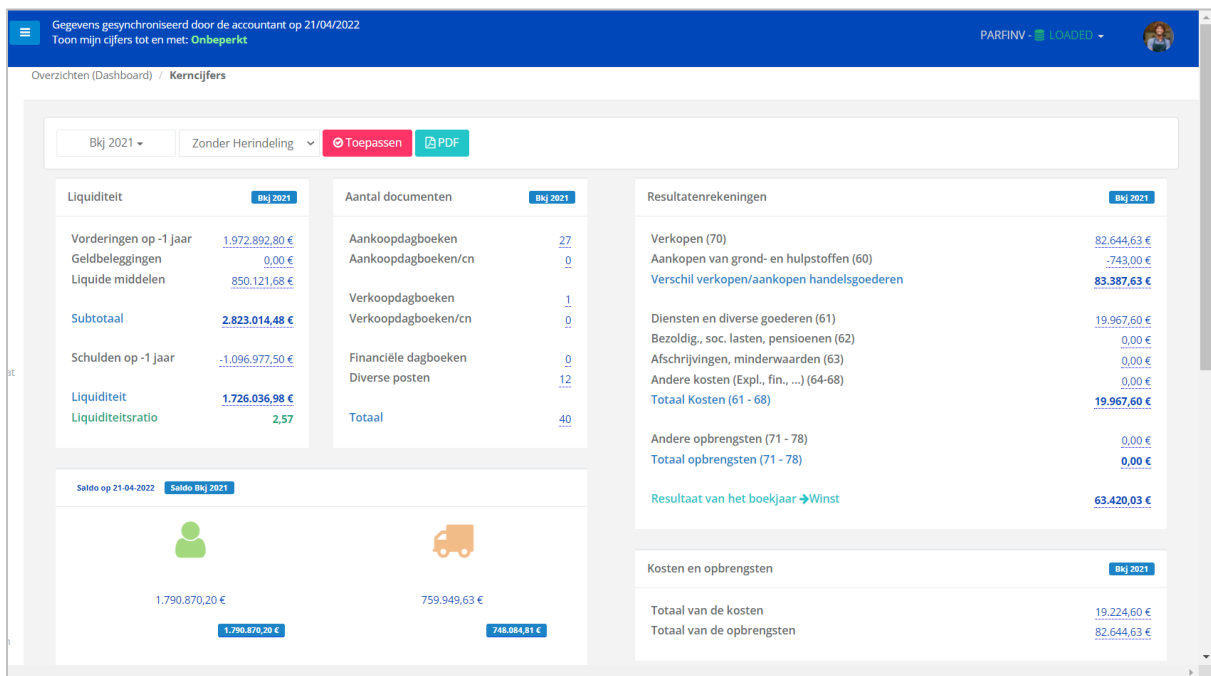 Gegevens gesynchroniseerd door de accountant op 21/04/2022
Toon mijn cijfers tot en met: Onbeperkt
PARFINV - LOADED
Overzichten (Dashboard) / Kerncijfers
Bkj 2021 Zonder Herindeling Toepassen PDF
Liquiditeit Bkj 2021
Vorderingen op -1 jaar 1.972.892,80 €
Geldbeleggingen 0,00 €
Liquide middelen 850.121,68 €
Subtotaal 2.823.014,48 €
Schulden op -1 jaar -1.096.977,50 €
Liquiditeit 1.726.036,98 €
Liquiditeitsratio 2,57
Aantal documenten Bkj 2021
Aankoopdagboeken 27
Aankoopdagboeken/cn 0
Verkoopdagboeken 1
Verkoopdagboeken/cn 0
Financiële dagboeken 0
Diverse posten 12
Totaal 40
Resultatenrekeningen Bkj 2021
Verkopen (70) 82.644,63 €
Aankopen van grond- en hulpstoffen (60) -743,00 €
Verschil verkopen/aankopen handelsgoederen 83.387,63 €
Diensten en diverse goederen (61) 19.967,60 €
Bezoldig., soc. lasten, pensioenen (62) 0,00 €
Afschrijvingen, minderwaarden (63) 0,00 €
Andere kosten (Expl., fin., ...) (64-68) 0,00 €
Totaal Kosten (61 - 68) 19.967,60 €
Andere opbrengsten (71 - 78) 0,00 €
Totaal opbrengsten (71 - 78) 0,00 €
Resultaat van het boekjaar ➔Winst 63.420,03 €
Saldo op 21-04-2022 Saldo Bkj 2021
1.790.870,20 € 759.949,63 €
1.790.870,20 € 748.084,81 €
Kosten en opbrengsten Bkj 2021
Totaal van de kosten 19.224,60 €
Totaal van de opbrengsten 82.644,63 €